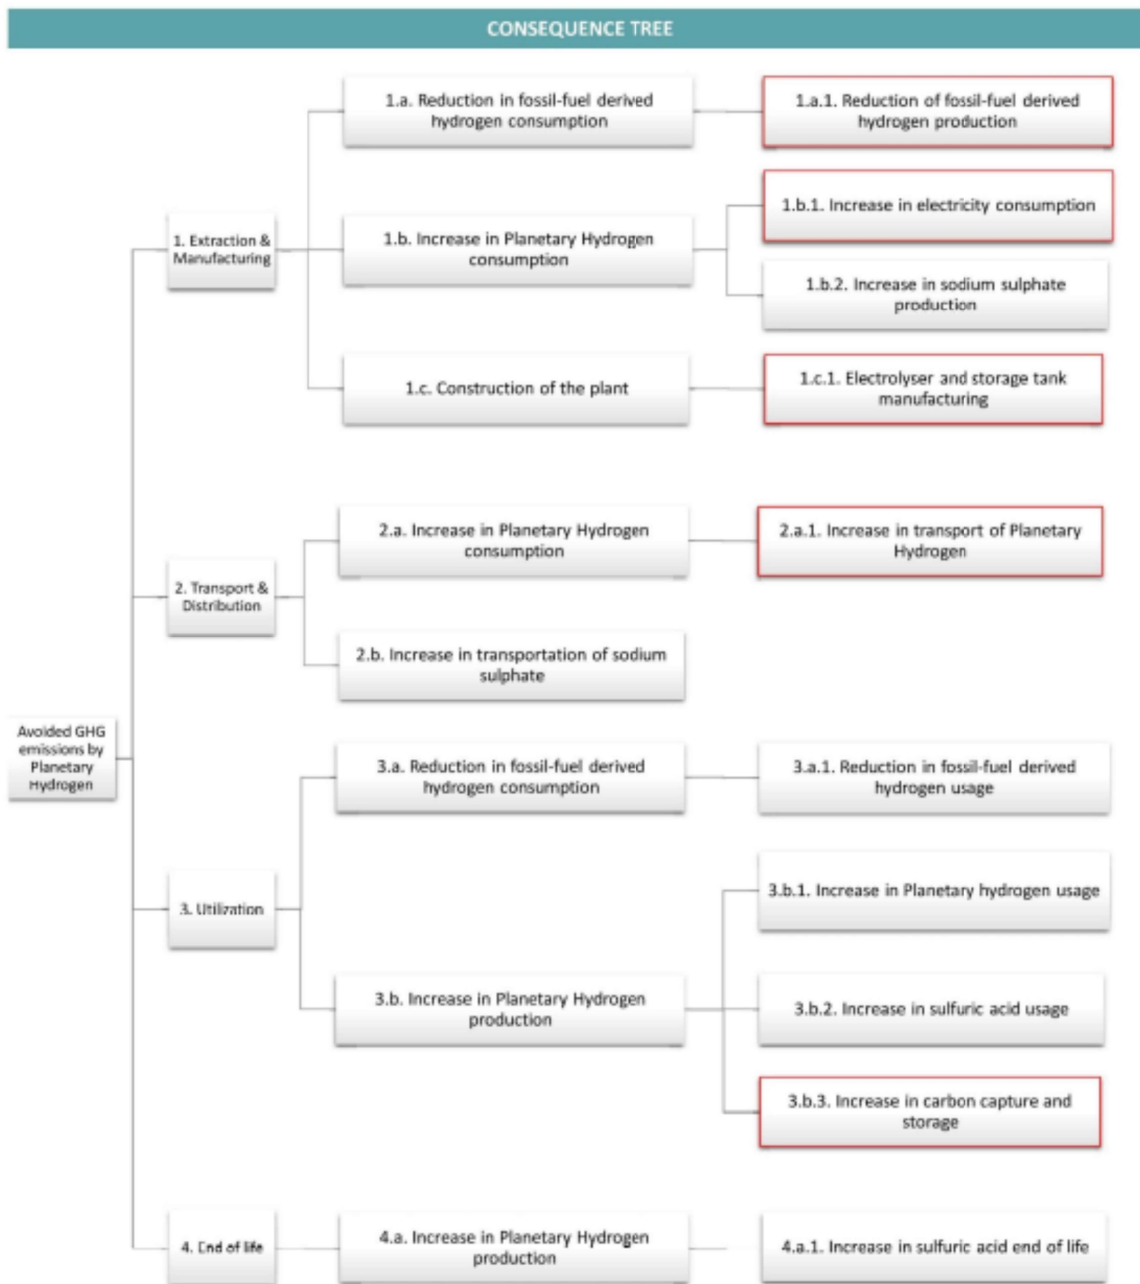 CONSEQUENCE TREE
1.a. Reduction in fossil-fuel derived
hydrogen consumption
1.a.1. Reduction of fossil-fuel derived
hydrogen production
1.b.1. Increase in electricity consumption
1. Extraction &
Manufacturing
1.b. Increase in Planetary Hydrogen
consumption
1.b.2. Increase in sodium sulphate
production
1.c. Construction of the plant
1.c.1. Electrolyser and storage tank
manufacturing
2.a. Increase in Planetary Hydrogen
consumption
2.a.1. Increase in transport of Planetary
Hydrogen
2. Transport &
Distribution
2.b. Increase in transportation of sodium
sulphate
Avoided GHG
emissions by
Planetary
Hydrogen
3.a. Reduction in fossil-fuel derived
hydrogen consumption
3.a.1. Reduction in fossil-fuel derived
hydrogen usage
3.b.1. Increase in Planetary hydrogen usage
3. Utilization
3.b. Increase in Planetary Hydrogen
production
3.b.2. Increase in sulfuric acid usage
3.b.3. Increase in carbon capture and
storage
4. End of life
4.a. Increase in Planetary Hydrogen
production
4.a.1. Increase in sulfuric acid end of life